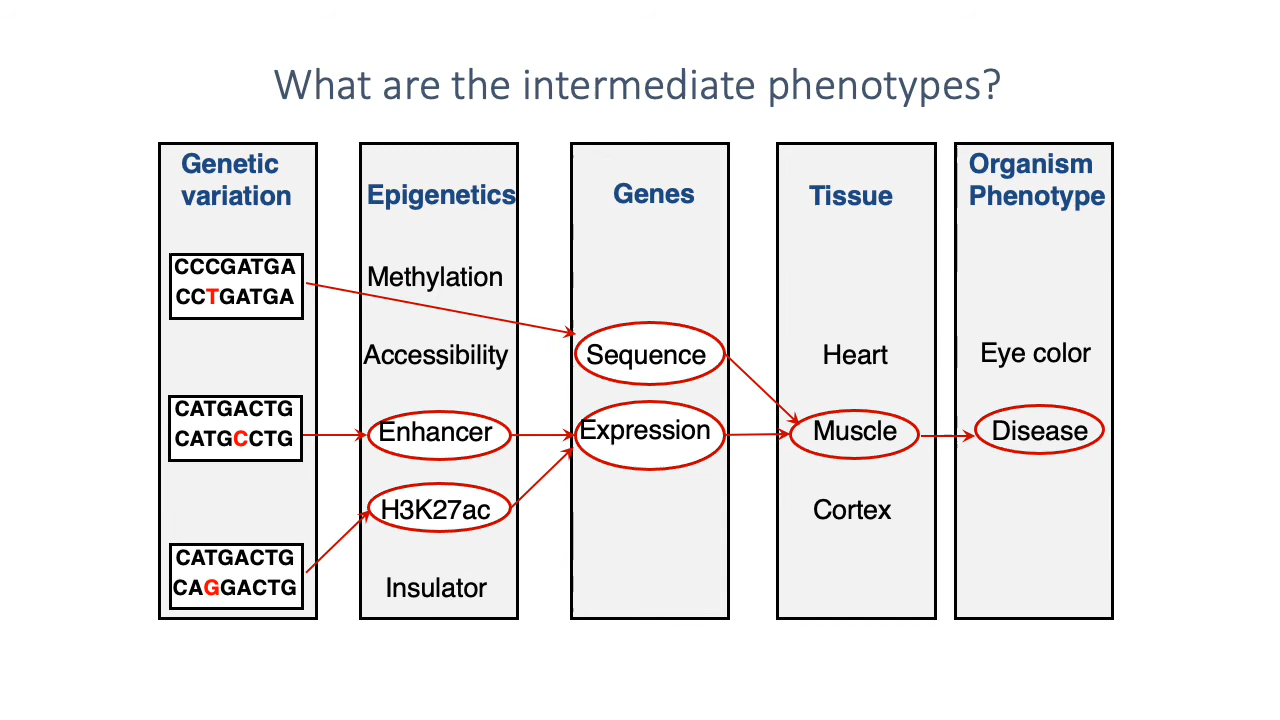 What are the intermediate phenotypes?
Genetic
variation
CCCGATGA
CCTGATGA
CATGACTG
CATGCCTG
CATGACTG
CAGGACTG
Epigenetics
Methylation
Accessibility
Enhancer
H3K27ac
Insulator
Genes
Sequence
Expression
Tissue
Heart
Muscle
Cortex
Organism
Phenotype
Eye color
Disease